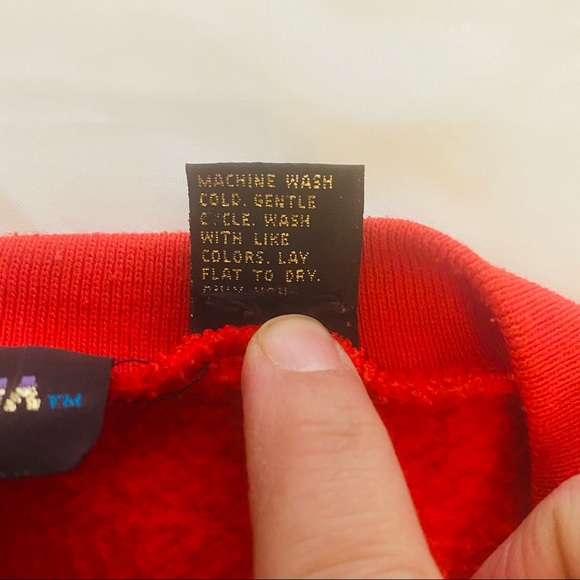 MACHINE WASH
COLD. GENTLE
CYCLE. WASH
WITH LIKE
COLORS. LAY
FLAT TO DRY.
TM